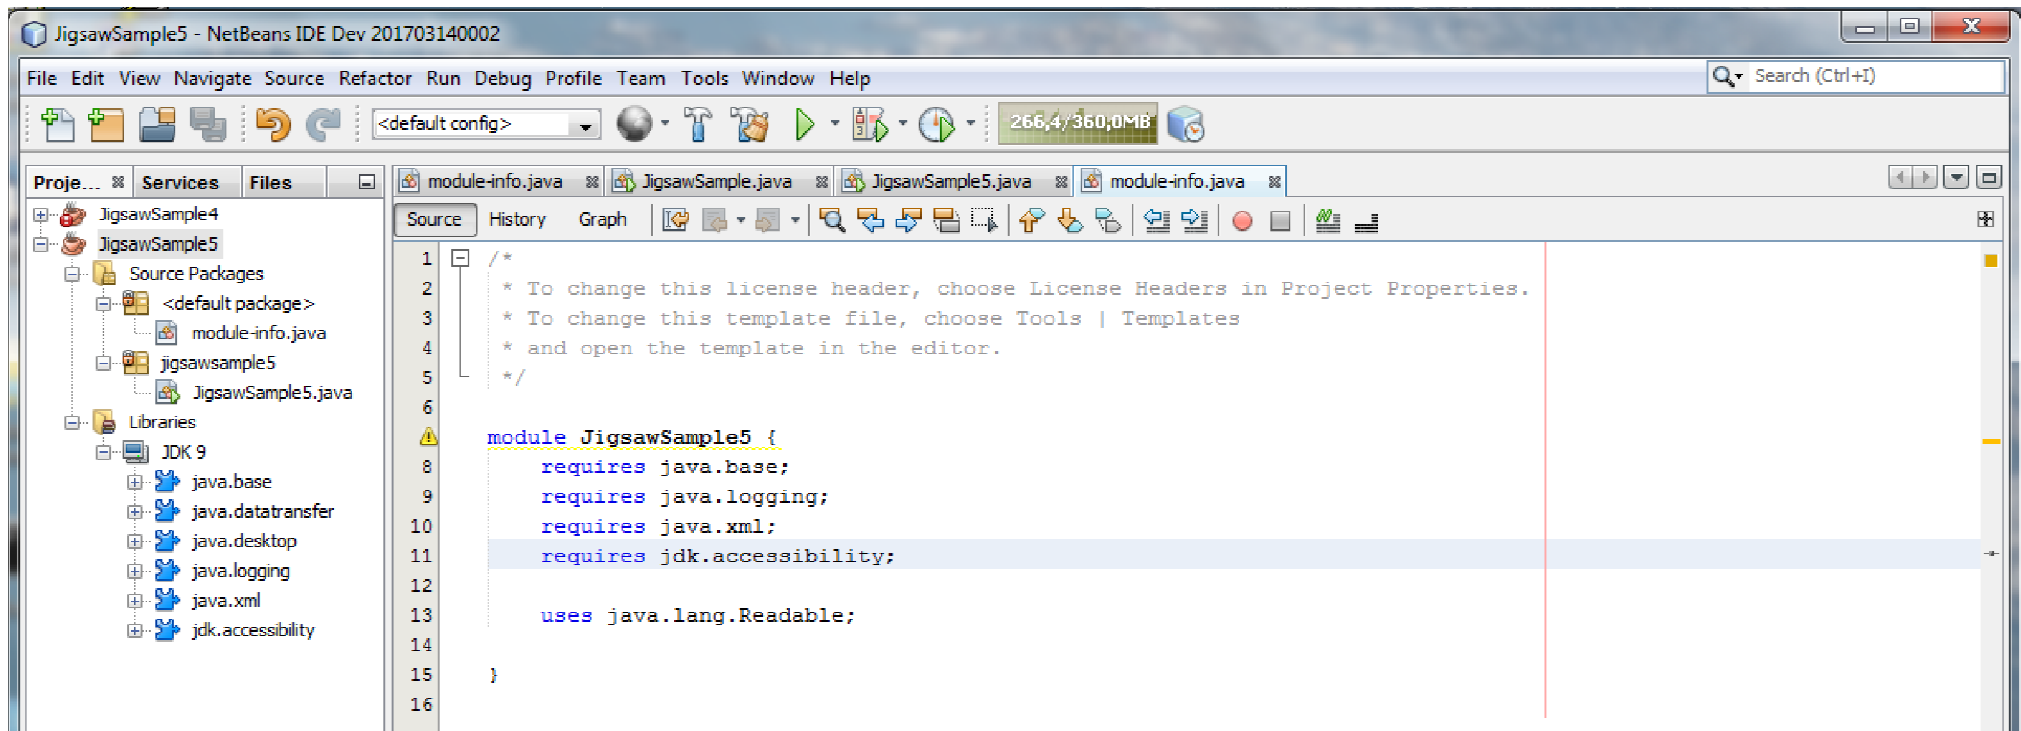 JigsawSample5 - NetBeans IDE Dev 201703140002
File Edit View Navigate Source Refactor Run Debug Profile Team Tools Window Help
Search (Ctrl+I)
<default config>
266,4/360,0MB
Proje... Services Files
module-info.java JigsawSample.java JigsawSample5.java module-info.java
Source History Graph
JigsawSample4
JigsawSample5
Source Packages
<default package>
module-info.java
jigsawsample5
JigsawSample5.java
Libraries
JDK 9
java.base
java.datatransfer
java.desktop
java.logging
java.xml
jdk.accessibility
1 /*
2 * To change this license header, choose License Headers in Project Properties.
3 * To change this template file, choose Tools | Templates
4 * and open the template in the editor.
5 */
6
module JigsawSample5 {
8 requires java.base;
9 requires java.logging;
10 requires java.xml;
11 requires jdk.accessibility;
12
13 uses java.lang.Readable;
14
15 }
16